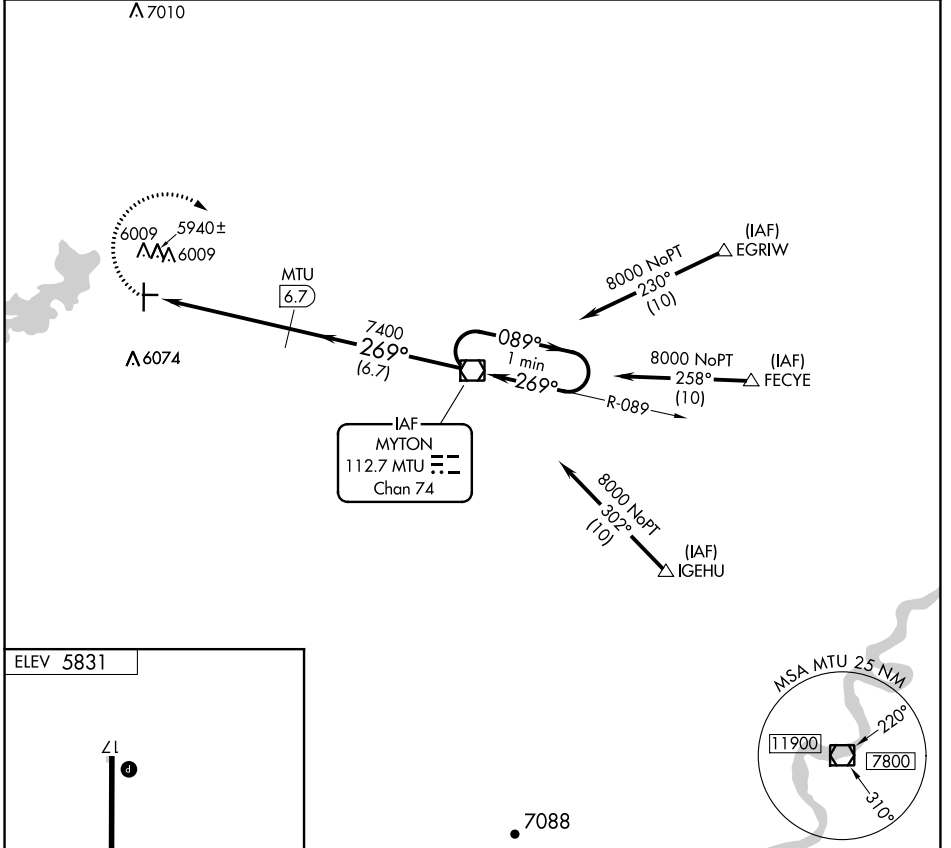 7010
6009
5940±
6009
MTU
6.7
(IAF)
EGRIW
8000 NoPT
230°
(10)
6074
7400
269°
(6.7)
089°
1 min
269°
8000 NoPT
258°
(10)
(IAF)
FECYE
R-089
IAF
MYTON
112.7 MTU
Chan 74
8000 NoPT
302°
(10)
(IAF)
IGEHU
ELEV 5831
17
P
MSA MTU 25 NM
220°
11900
7800
310°
7088